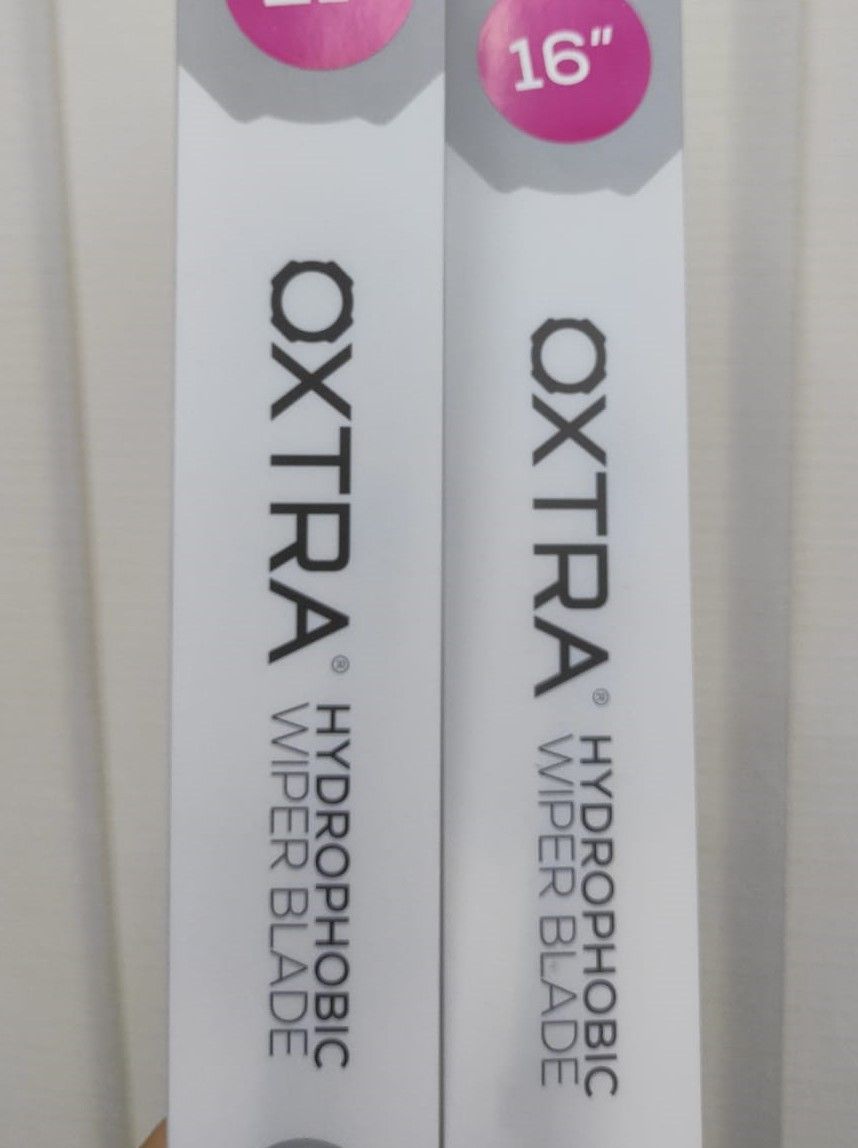 OXTRA®
HYDROPHOBIC
WIPER BLADE
16"
OXTRA®
HYDROPHOBIC
WIPER BLADE